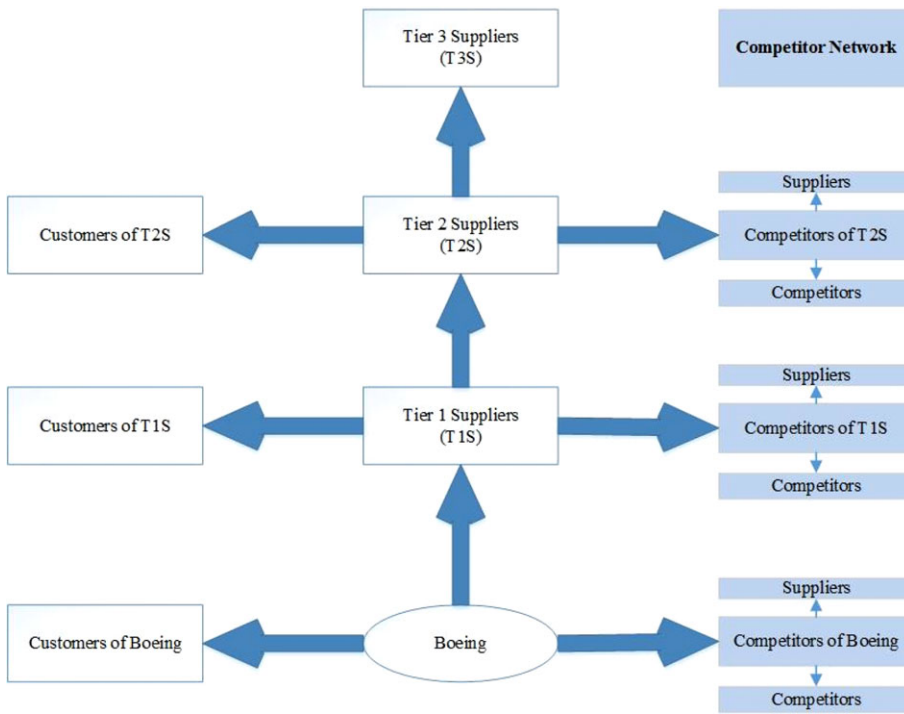 Tier 3 Suppliers
(T3S)
Competitor Network
Suppliers
Customers of T2S
Tier 2 Suppliers
(T2S)
Competitors of T2S
Competitors
Suppliers
Customers of T1S
Tier 1 Suppliers
(T1S)
Competitors of T1S
Competitors
Suppliers
Customers of Boeing
Boeing
Competitors of Boeing
Competitors